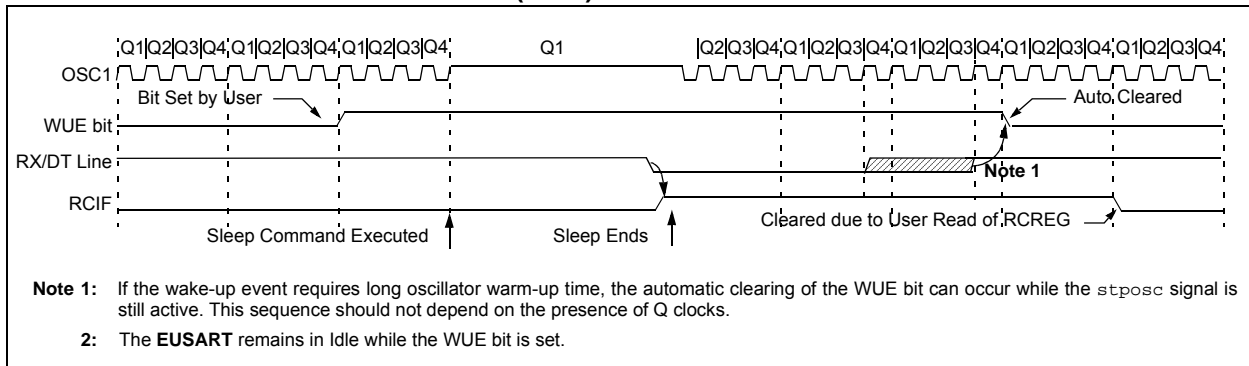 Q1|Q2|Q3|Q4 Q1|Q2|Q3|Q4 Q1|Q2|Q3|Q4 Q1 Q2|Q3|Q4 Q1|Q2|Q3|Q4 Q1|Q2|Q3|Q4 Q1|Q2|Q3|Q4 Q1|Q2|Q3|Q4
OSC1
Bit Set by User Auto Cleared
WUE bit
RX/DT Line
Note 1
RCIF
Cleared due to User Read of RCREG
Sleep Command Executed Sleep Ends
Note 1: If the wake-up event requires long oscillator warm-up time, the automatic clearing of the WUE bit can occur while the stposc signal is
still active. This sequence should not depend on the presence of Q clocks.
2: The EUSART remains in Idle while the WUE bit is set.